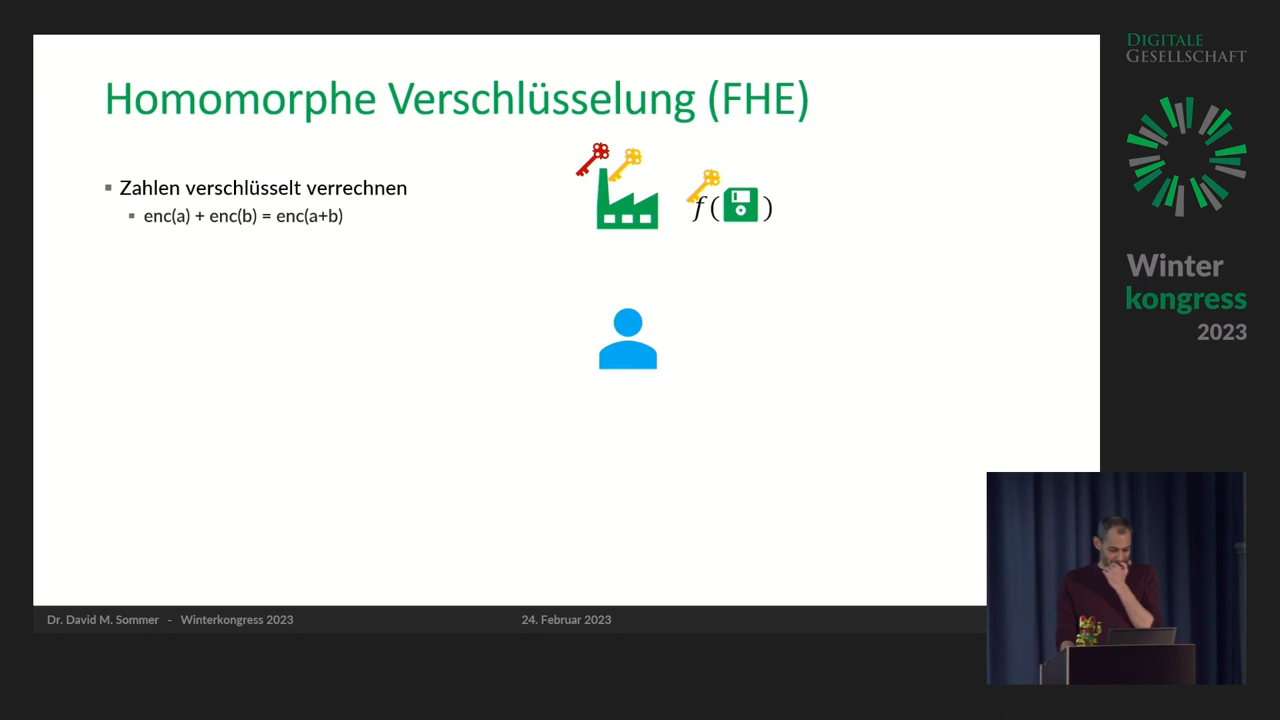 Homomorphe Verschlüsselung (FHE)
Zahlen verschlüsselt verrechnen
enc(a) + enc(b) = enc(a+b)
f( )
Dr. David M. Sommer - Winterkongress 2023
24. Februar 2023
DIGITALE
GESELLSCHAFT
Winter
kongress
2023